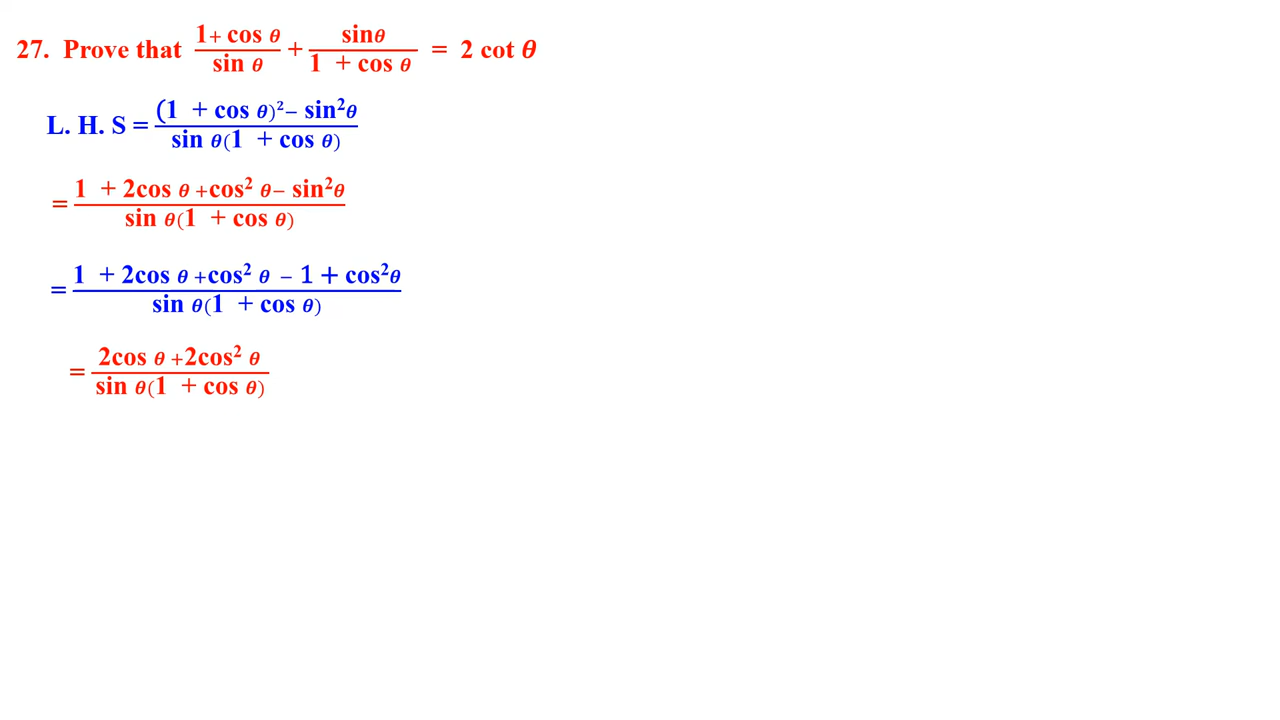 27. Prove that (1+ cos θ)/(sin θ) + (sinθ)/(1 + cos θ) = 2 cot θ
L. H. S = ((1 + cos θ)² − sin²θ)/(sin θ(1 + cos θ))
= (1 + 2cos θ +cos² θ − sin²θ)/(sin θ(1 + cos θ))
= (1 + 2cos θ +cos² θ − 1 + cos²θ)/(sin θ(1 + cos θ))
= (2cos θ +2cos² θ)/(sin θ(1 + cos θ))